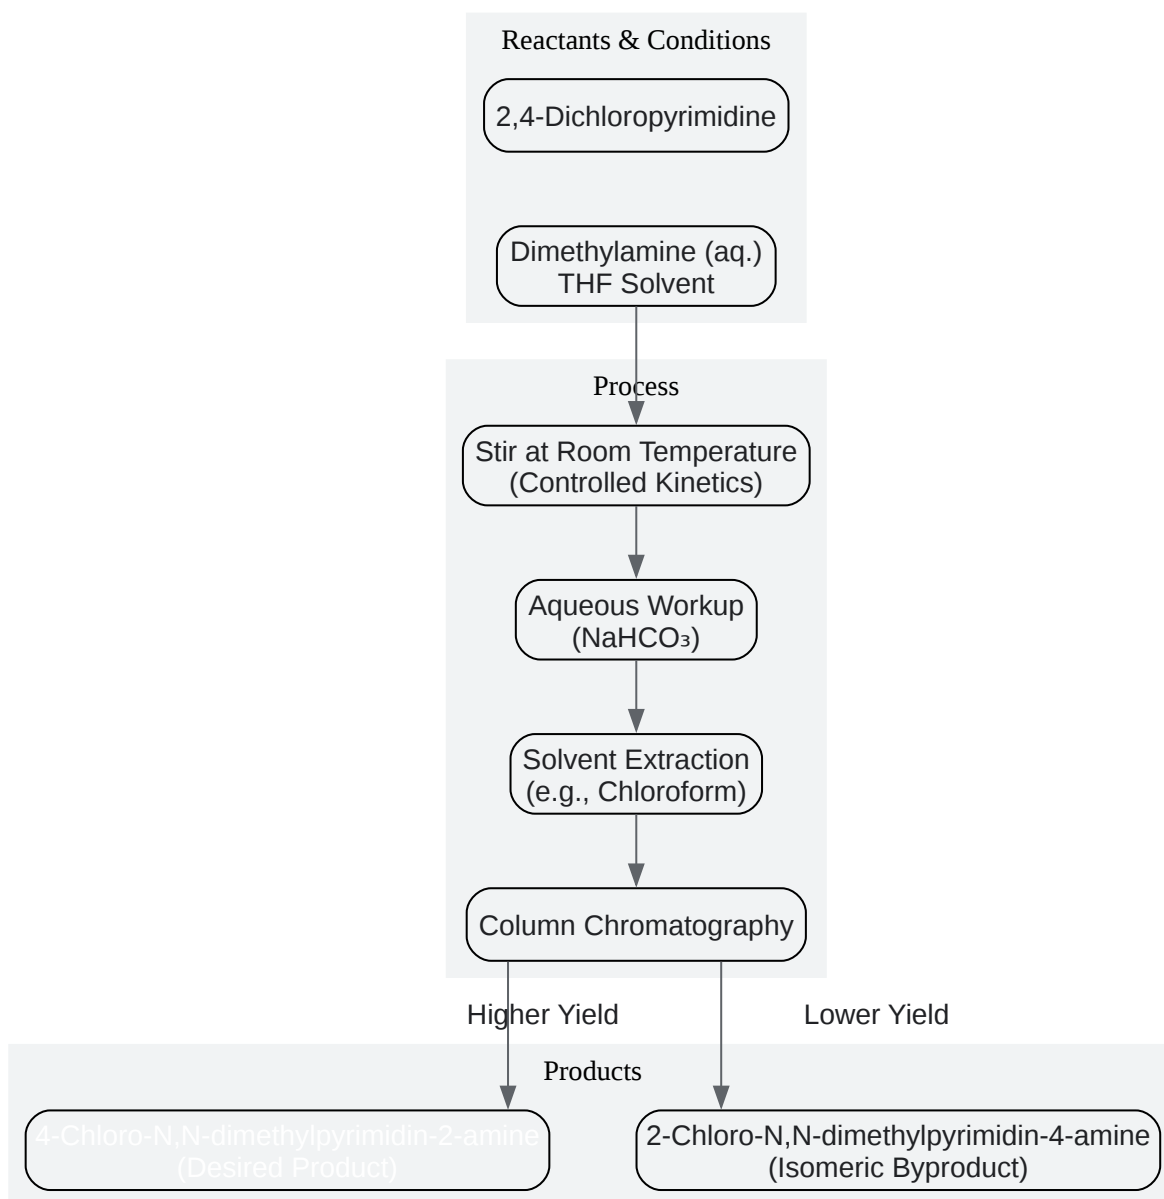 Reactants & Conditions
2,4-Dichloropyrimidine
Dimethylamine (aq.)
THF Solvent
Process
Stir at Room Temperature
(Controlled Kinetics)
Aqueous Workup
(NaHCO₃)
Solvent Extraction
(e.g., Chloroform)
Column Chromatography
Higher Yield
Lower Yield
Products
4-Chloro-N,N-dimethylpyrimidin-2-amine
(Desired Product)
2-Chloro-N,N-dimethylpyrimidin-4-amine
(Isomeric Byproduct)